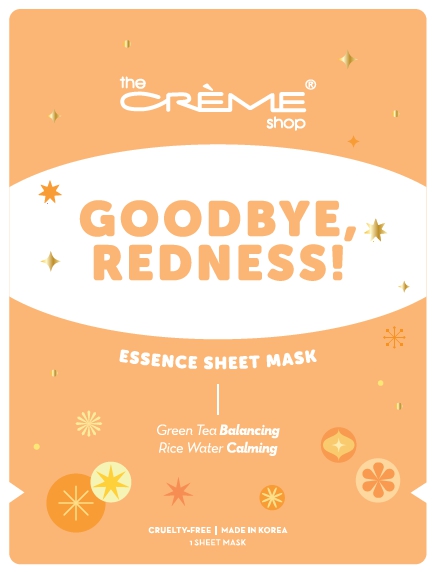 the
CRÈME®
shop
GOODBYE,
REDNESS!
ESSENCE SHEET MASK
Green Tea Balancing
Rice Water Calming
CRUELTY-FREE | MADE IN KOREA
1 SHEET MASK